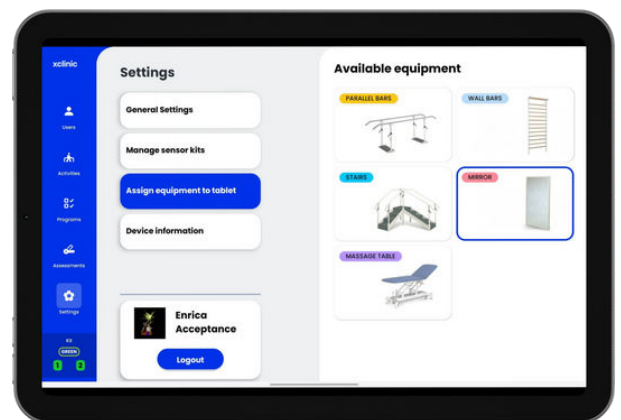 xclinic
Users
Activities
Programs
Assessments
Settings
Kit
GREEN
1 2
Settings
General Settings
Manage sensor kits
Assign equipment to tablet
Device information
Enrica
Acceptance
Logout
Available equipment
PARALLEL BARS
WALL BARS
STAIRS
MIRROR
MASSAGE TABLE